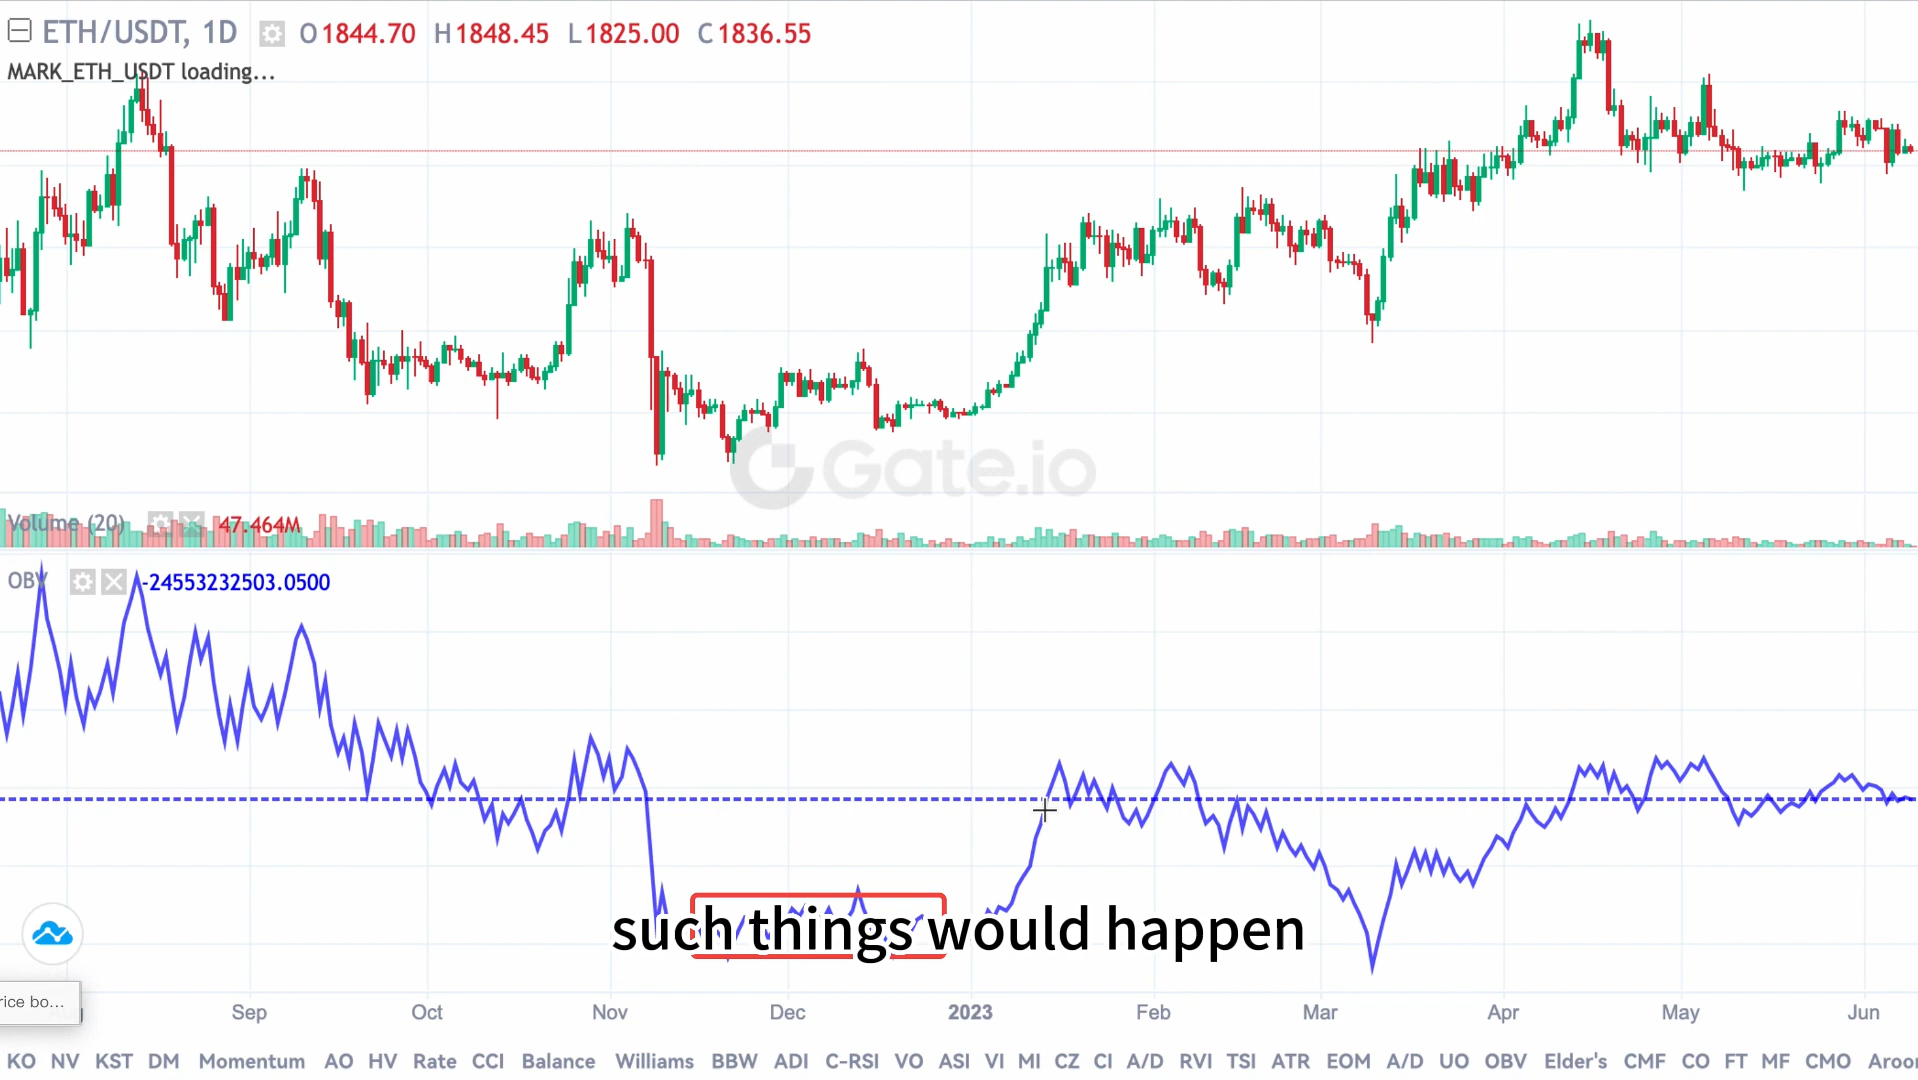 ETH/USDT, 1D O1844.70 H1848.45 L1825.00 C1836.55
MARK_ETH_USDT loading...
Gate.io
Volume (20) 47.464M
OBV -24553232503.0500
such things would happen
rice bo...
Sep Oct Nov Dec 2023 Feb Mar Apr May Jun
KO NV KST DM Momentum AO HV Rate CCI Balance Williams BBW ADI C-RSI VO ASI VI MI CZ CI A/D RVI TSI ATR EOM A/D UO OBV Elder's CMF CO FT MF CMO Aroo